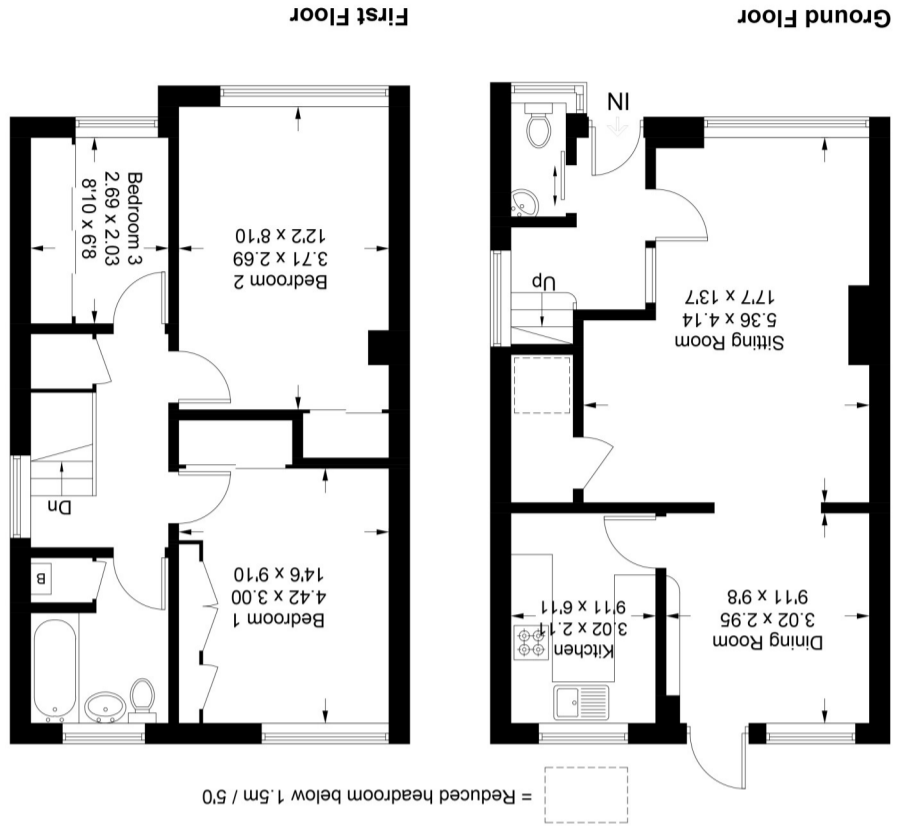 = Reduced headroom below 1.5m / 5'0
Dining Room
3.02 x 2.95
9'11 x 9'8
Kitchen
3.02 x 2.11
9'11 x 6'11
Sitting Room
5.36 x 4.14
17'7 x 13'7
Up
IN
Ground Floor
Bedroom 1
4.42 x 3.00
14'6 x 9'10
B
Dn
Bedroom 2
3.71 x 2.69
12'2 x 8'10
Bedroom 3
2.69 x 2.03
8'10 x 6'8
First Floor